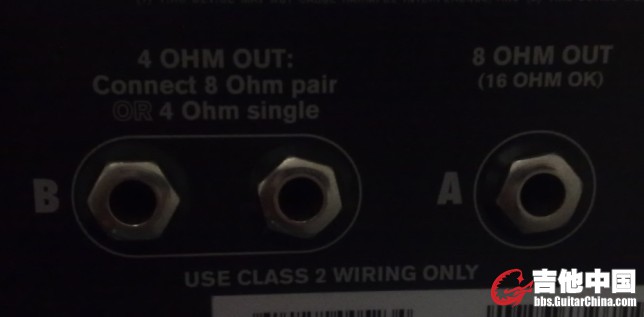 4 OHM OUT:
Connect 8 Ohm pair
OR 4 Ohm single
8 OHM OUT
(16 OHM OK)
B
A
USE CLASS 2 WIRING ONLY
吉他中国
bbs.GuitarChina.com